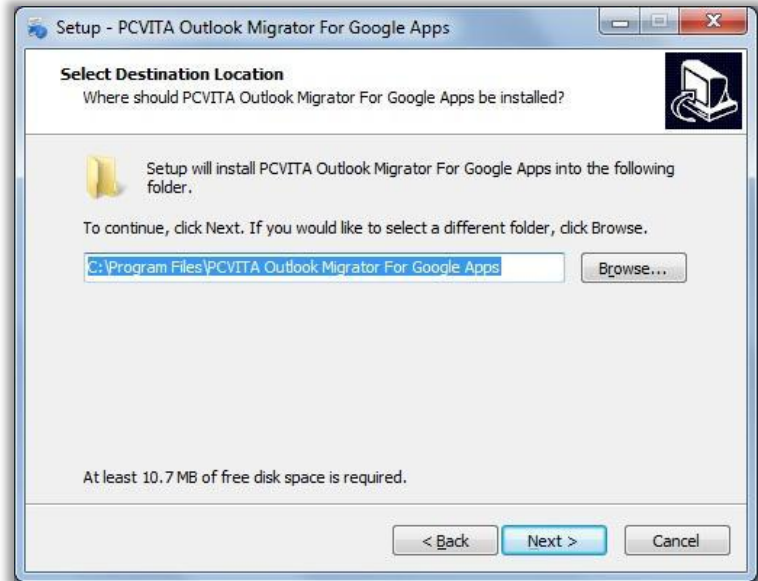 Setup - PCVITA Outlook Migrator For Google Apps
Select Destination Location
Where should PCVITA Outlook Migrator For Google Apps be installed?
Setup will install PCVITA Outlook Migrator For Google Apps into the following
folder.
To continue, click Next. If you would like to select a different folder, click Browse.
C:\Program Files\PCVITA Outlook Migrator For Google Apps
Browse...
At least 10.7 MB of free disk space is required.
< Back
Next >
Cancel